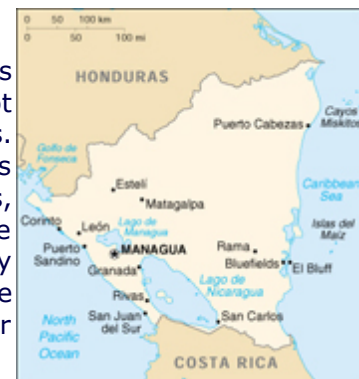 s
ot
s.
s
s,
e
y
e
r
0 50 100 km
0 50 100 mi
HONDURAS
Cayos
Miskitos
Puerto Cabezas
Golfo de
Fonseca
Caribbean
Sea
Estelí
Matagalpa
Islas del
Maíz
Corinto
León
Lago de
Managua
Puerto
Sandino
MANAGUA
Rama
Bluefields
El Bluff
Granada
Lago de
Nicaragua
Rivas
San Juan
del Sur
San Carlos
North
Pacific
Ocean
COSTA RICA